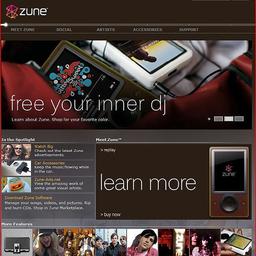 zune
MEET ZUNE
SOCIAL
ARTISTS
ACCESSORIES
SUPPORT
free your inner dj
Learn about Zune. Shop for your favorite color.
In the Spotlight
Watch Big
Check out the latest Zune
advertisements.
Car Accessories
Keep the music flowing while
in the car.
Zune-Arts.net
View the amazing work of
some great visual artists.
Download Software
Manage your songs, videos, and pictures. Rip
and burn CDs. Shop in Zune Marketplace.
Meet Zune™
> replay
learn more
> buy now
zune
More Features